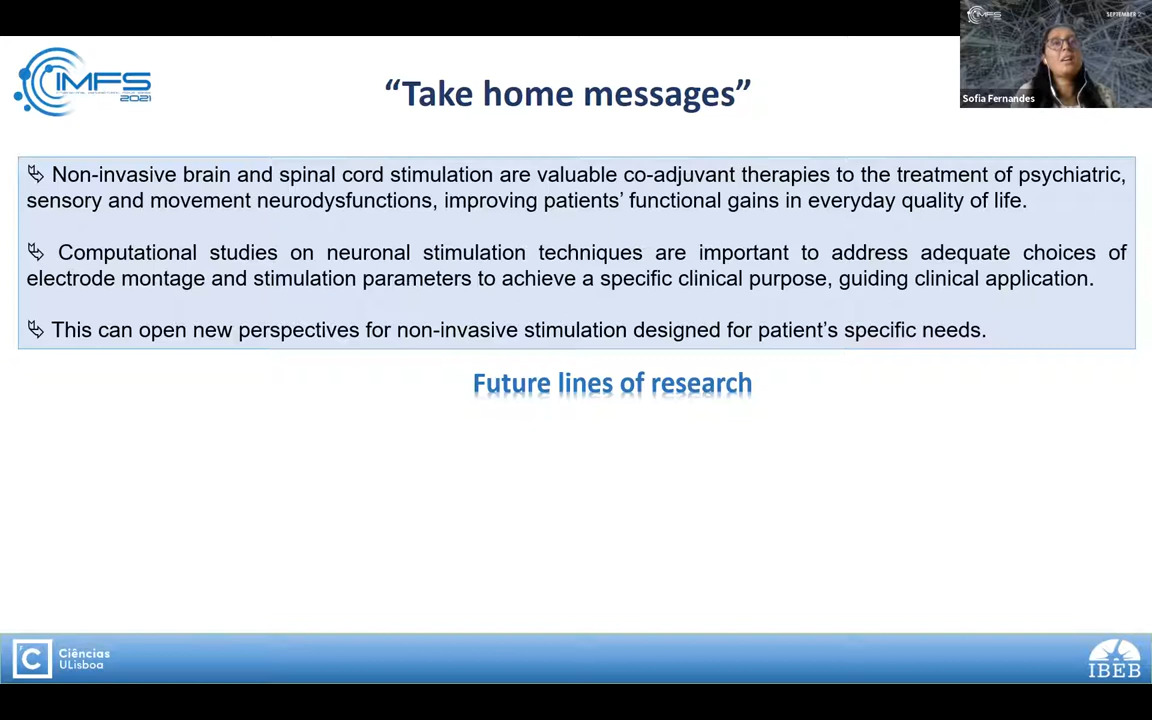 IMFS
SEPTEMBER 2
Sofia Fernandes
IMFS
2021
“Take home messages”
Non-invasive brain and spinal cord stimulation are valuable co-adjuvant therapies to the treatment of psychiatric,
sensory and movement neurodysfunctions, improving patients’ functional gains in everyday quality of life.
Computational studies on neuronal stimulation techniques are important to address adequate choices of
electrode montage and stimulation parameters to achieve a specific clinical purpose, guiding clinical application.
This can open new perspectives for non-invasive stimulation designed for patient’s specific needs.
Future lines of research
C
Ciências
ULisboa
IBEB